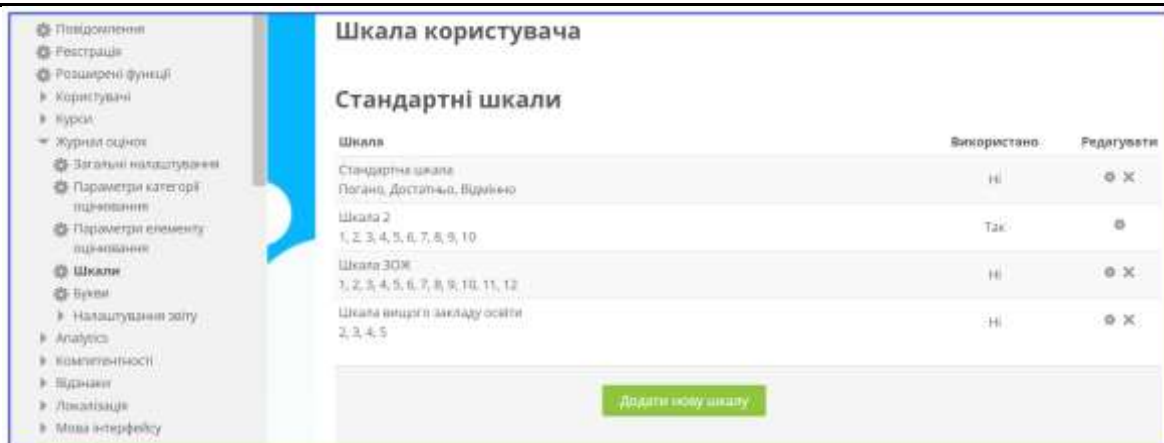 Повідомлення
Реєстрація
Розширені функції
Користувачі
Курси
Журнал оцінок
Загальні налаштування
Параметри категорії
оцінювання
Параметри елементу
оцінювання
Шкали
Букви
Налаштування звіту
Analytics
Компетентності
Відзнаки
Локалізація
Мова інтерфейсу
Шкала користувача
Стандартні шкали
Шкала Використано Редагувати
Стандартна шкала
Погано, Достатньо, Відмінно
Ні
Шкала 2
1, 2, 3, 4, 5, 6, 7, 8, 9, 10
Так
Шкала ЗОЖ
1, 2, 3, 4, 5, 6, 7, 8, 9, 10, 11, 12
Ні
Шкала вищого закладу освіти
2, 3, 4, 5
Ні
Додати нову шкалу